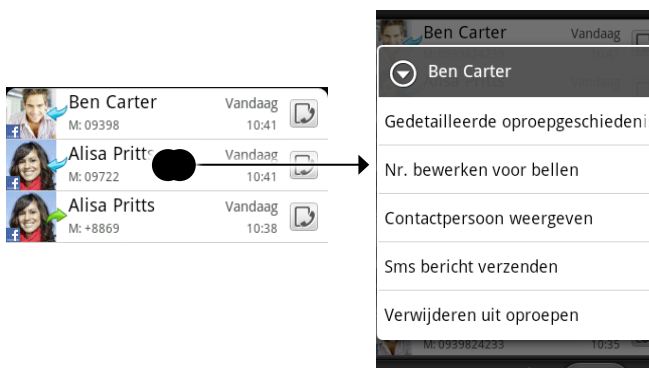 Ben Carter
Vandaag
M: 09398
10:41
Alisa Pritts
Vandaag
M: 09722
10:41
Alisa Pritts
Vandaag
M: +8869
10:38
Ben Carter
Vandaag
Ben Carter
Gedetailleerde oproepgeschiedeni
Nr. bewerken voor bellen
Contactpersoon weergeven
Sms bericht verzenden
Verwijderen uit oproepen
M: 0939824233
10:35